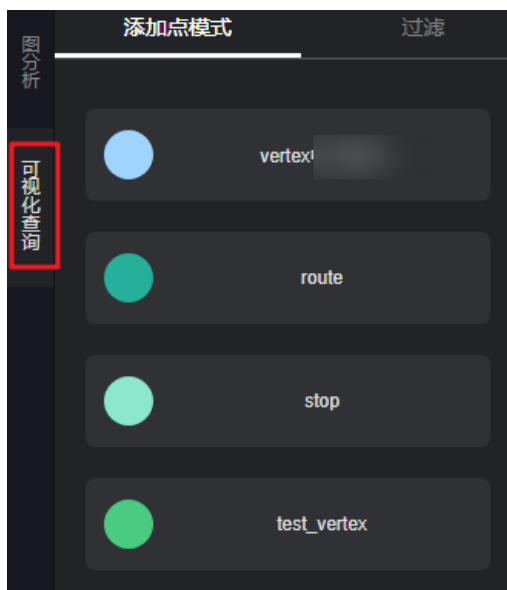 图分析
可视化查询
添加点模式
过滤
vertex
route
stop
test_vertex